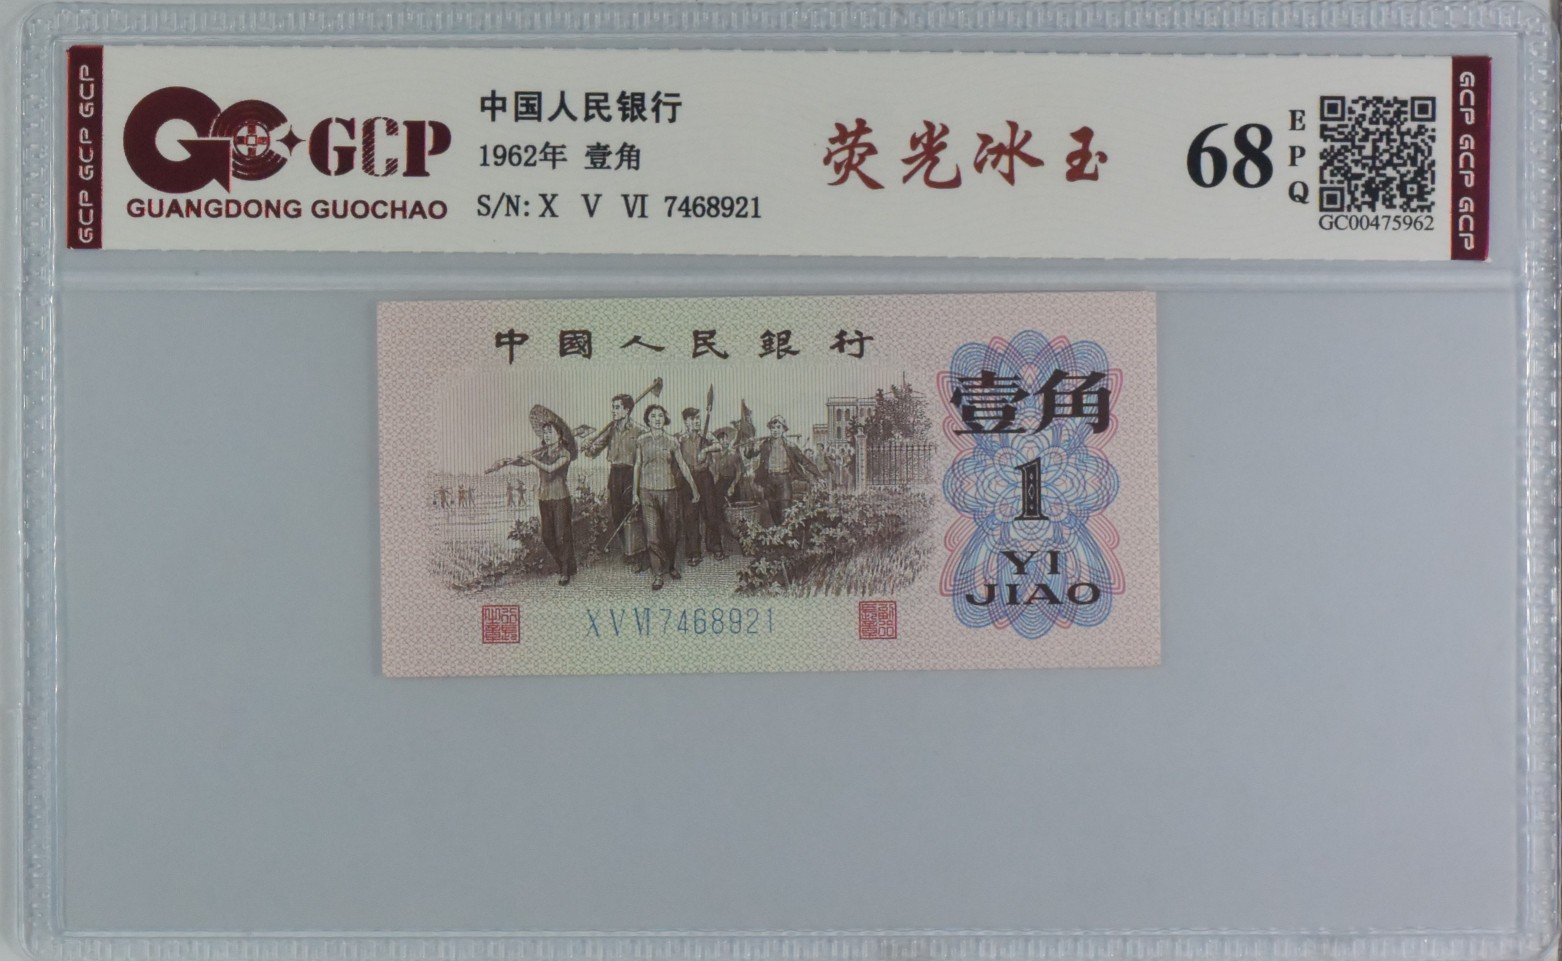 GCP GCP GCP
GCP
GUANGDONG GUOCHAO
中国人民银行
1962年 壹角
S/N: X V VI 7468921
荧光冰玉
68
EPQ
GC00475962
GCP GCP GCP
中國人民銀行
壹角
1
YI
JIAO
X V VI 7468921